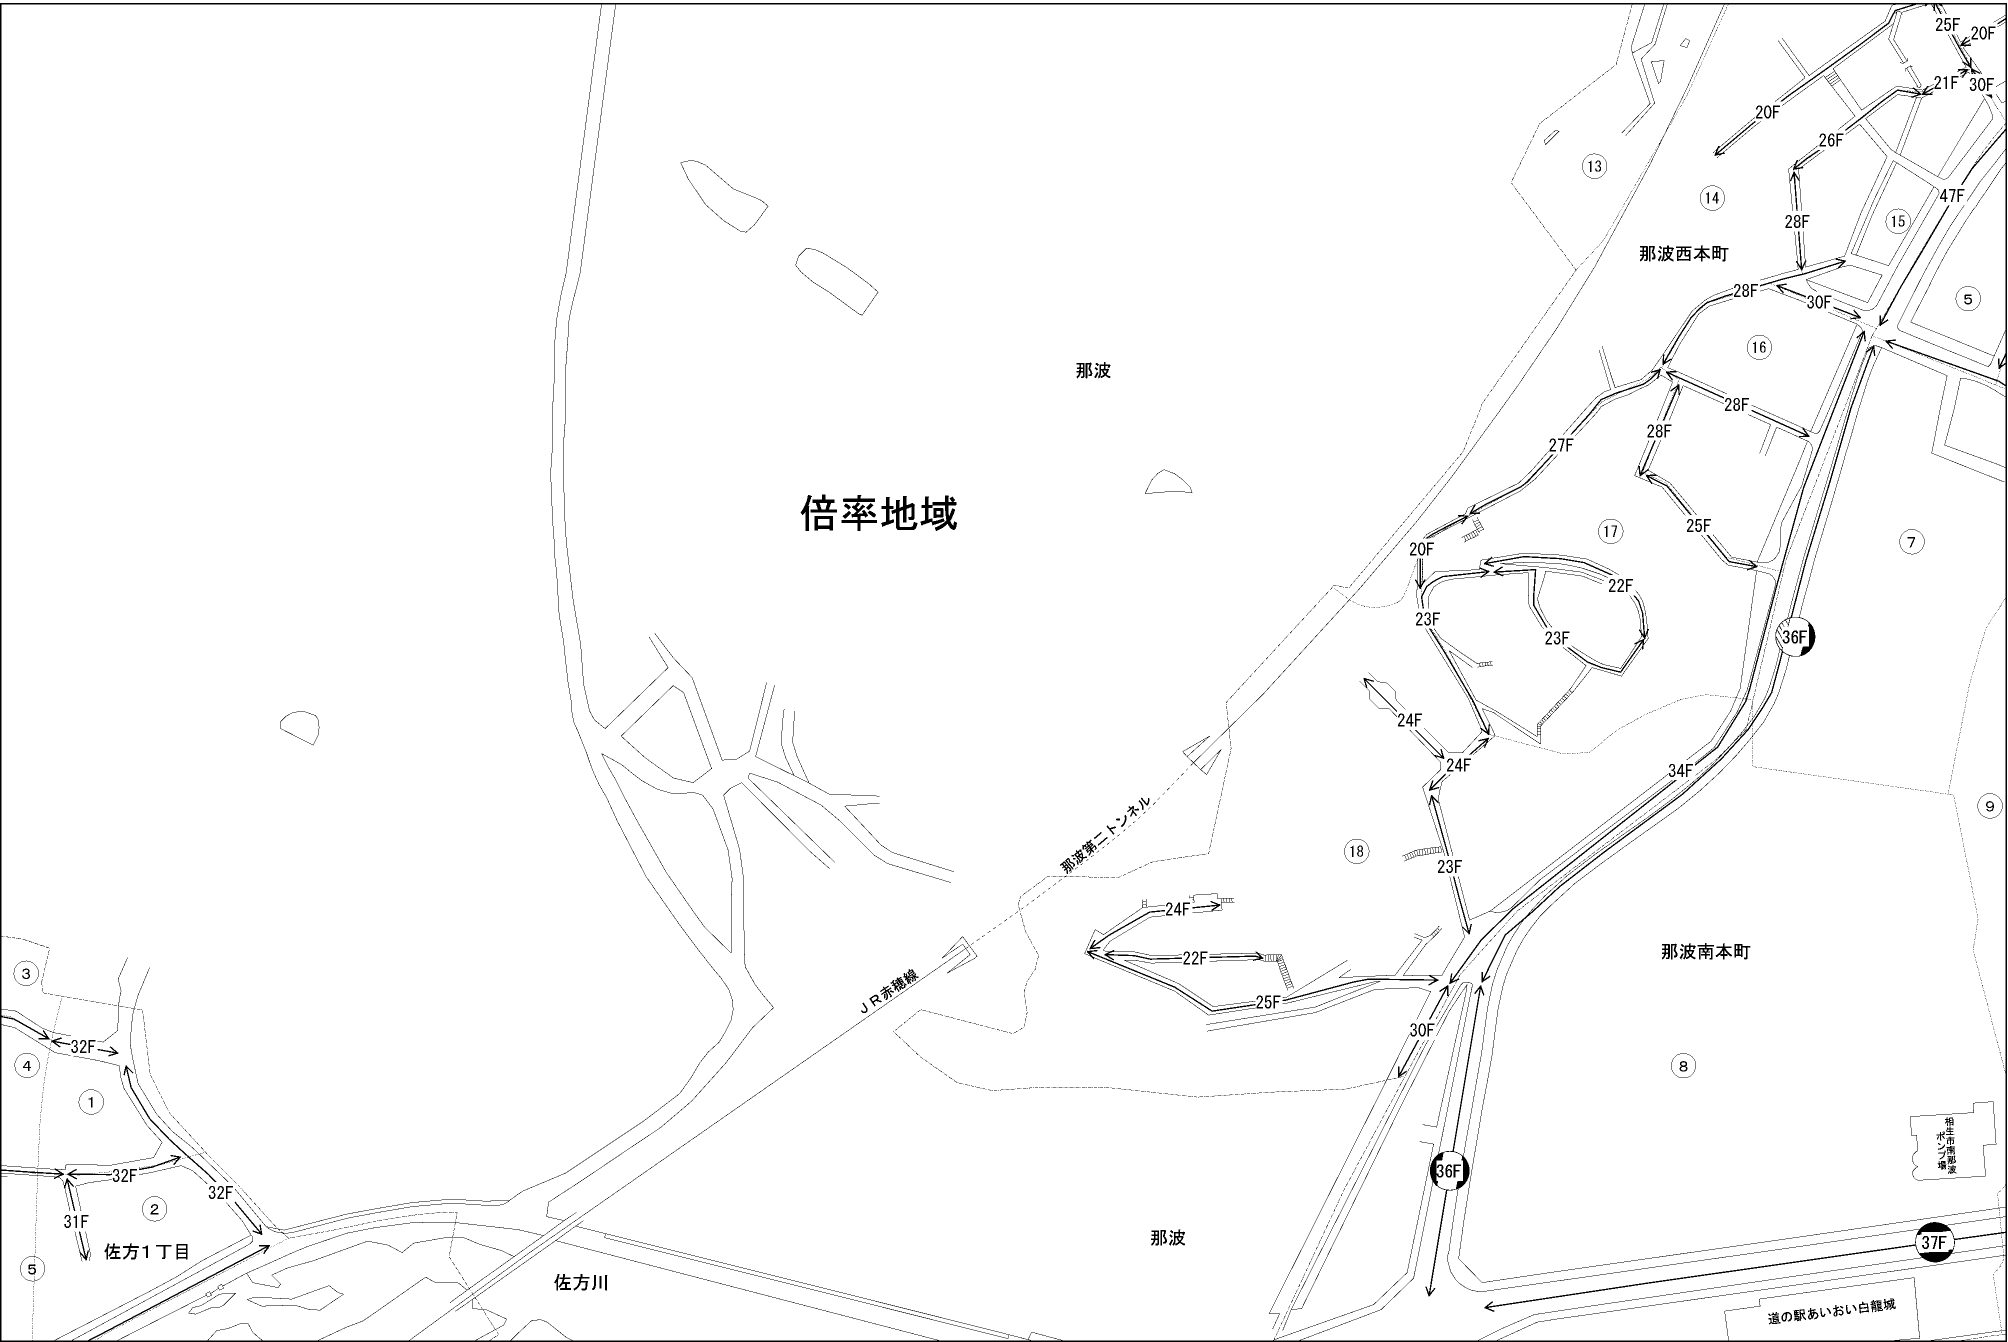 25F
20F
21F
30F
20F
26F
⑬
⑭
47F
28F
⑮
那波西本町
28F
30F
⑤
⑯
那波
28F
28F
27F
倍率地域
25F
⑰
⑦
20F
22F
23F
23F
36F
24F
24F
34F
⑨
那波第二トンネル
⑱
23F
24F
那波南本町
22F
③
JR赤穂線
25F
30F
32F
④
⑧
①
相生市南那波
ポンプ場
32F
36F
32F
②
31F
佐方1丁目
那波
37F
⑤
佐方川
道の駅あいおい白龍城